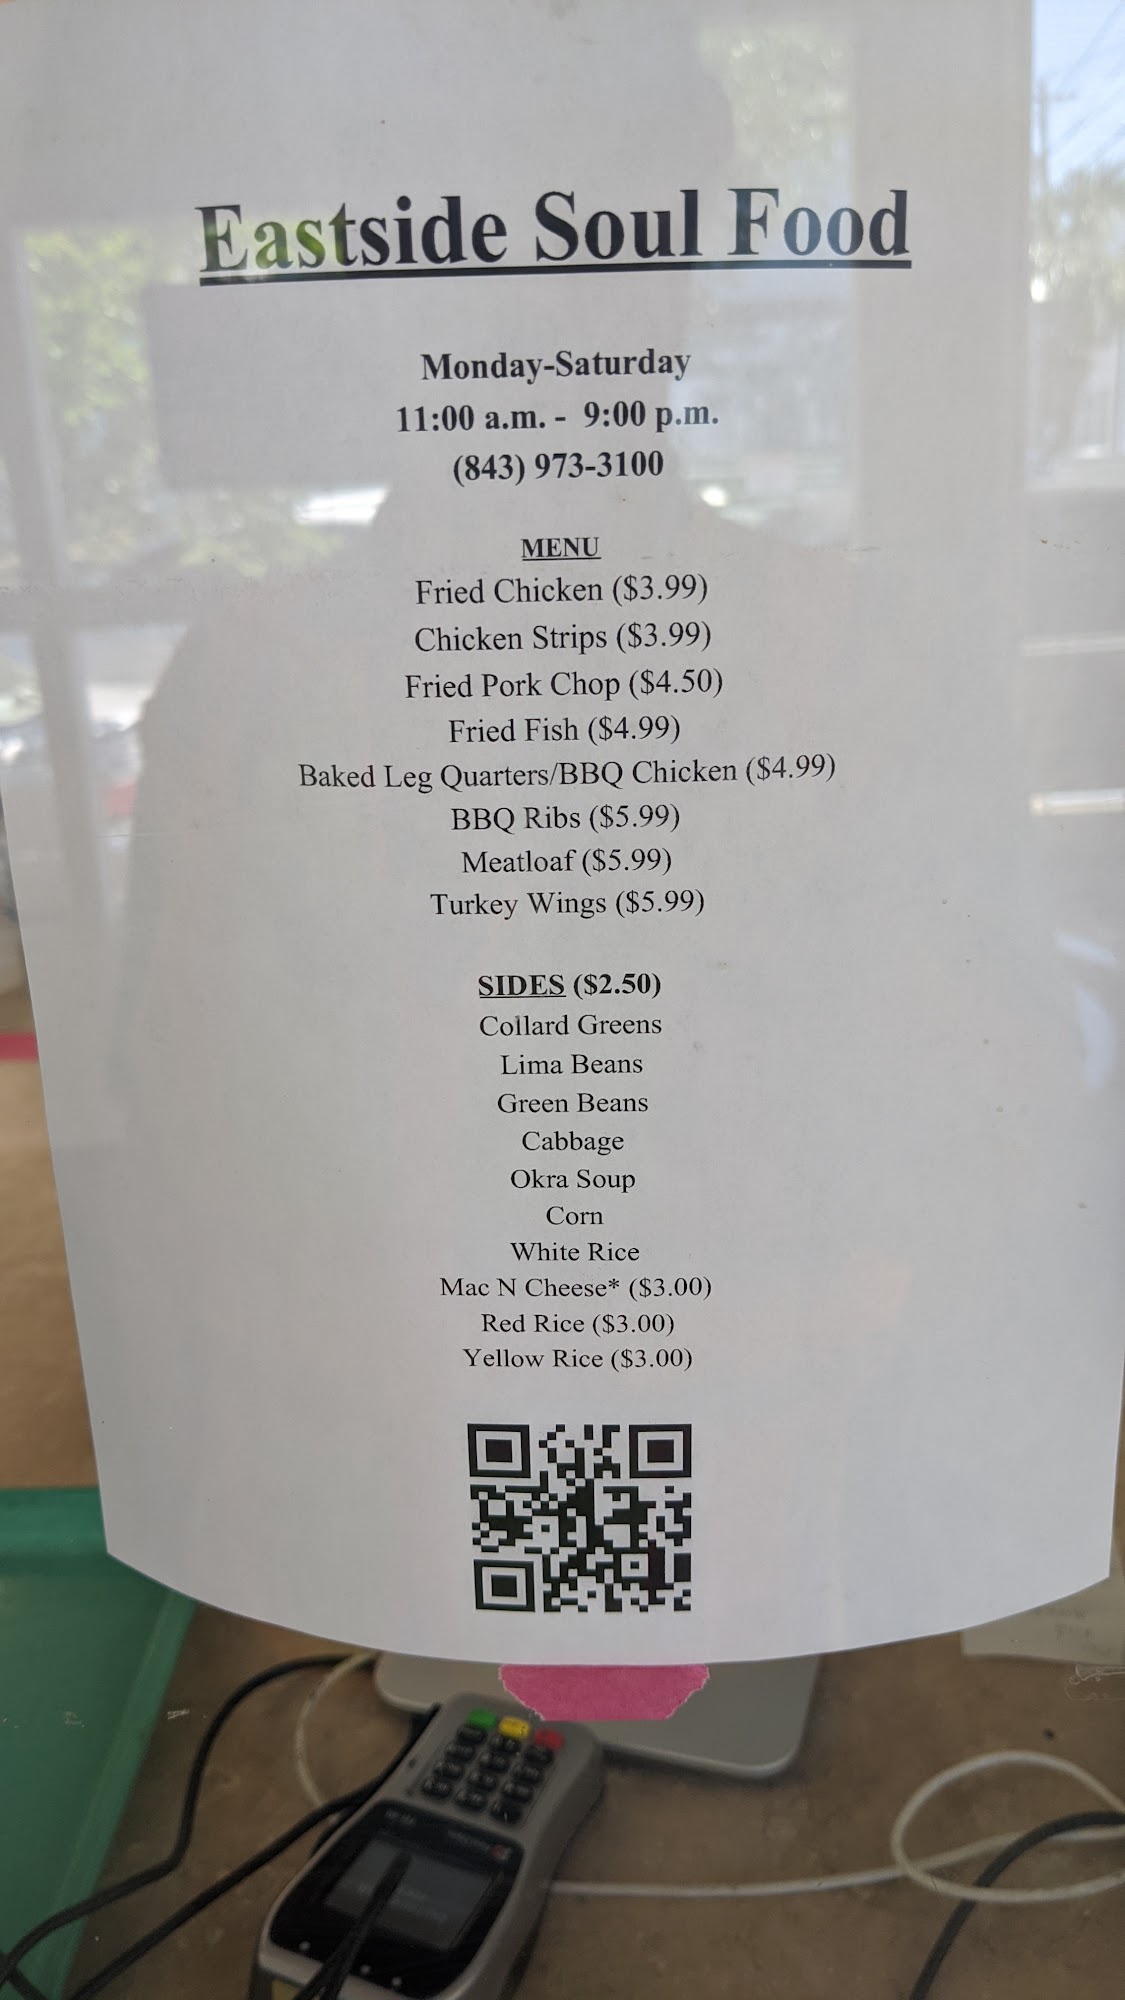 Eastside Soul Food
Monday-Saturday
11:00 a.m. - 9:00 p.m.
(843) 973-3100
MENU
Fried Chicken ($3.99)
Chicken Strips ($3.99)
Fried Pork Chop ($4.50)
Fried Fish ($4.99)
Baked Leg Quarters/BBQ Chicken ($4.99)
BBQ Ribs ($5.99)
Meatloaf ($5.99)
Turkey Wings ($5.99)
SIDES ($2.50)
Collard Greens
Lima Beans
Green Beans
Cabbage
Okra Soup
Corn
White Rice
Mac N Cheese* ($3.00)
Red Rice ($3.00)
Yellow Rice ($3.00)